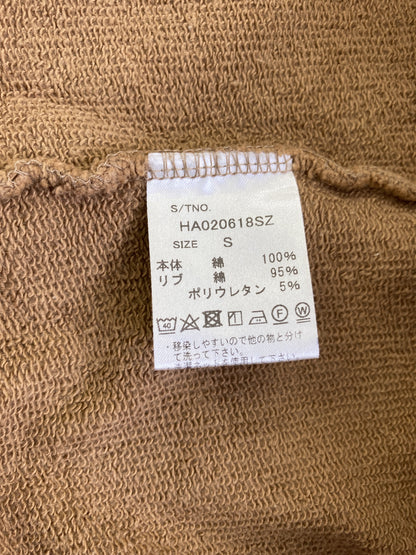 S/TNO.
HA020618SZ
SIZE S
本体 綿 100%
リブ 綿 95%
ポリウレタン 5%
40 F W
・移染しやすいので他の物と分け
て洗って下さい。